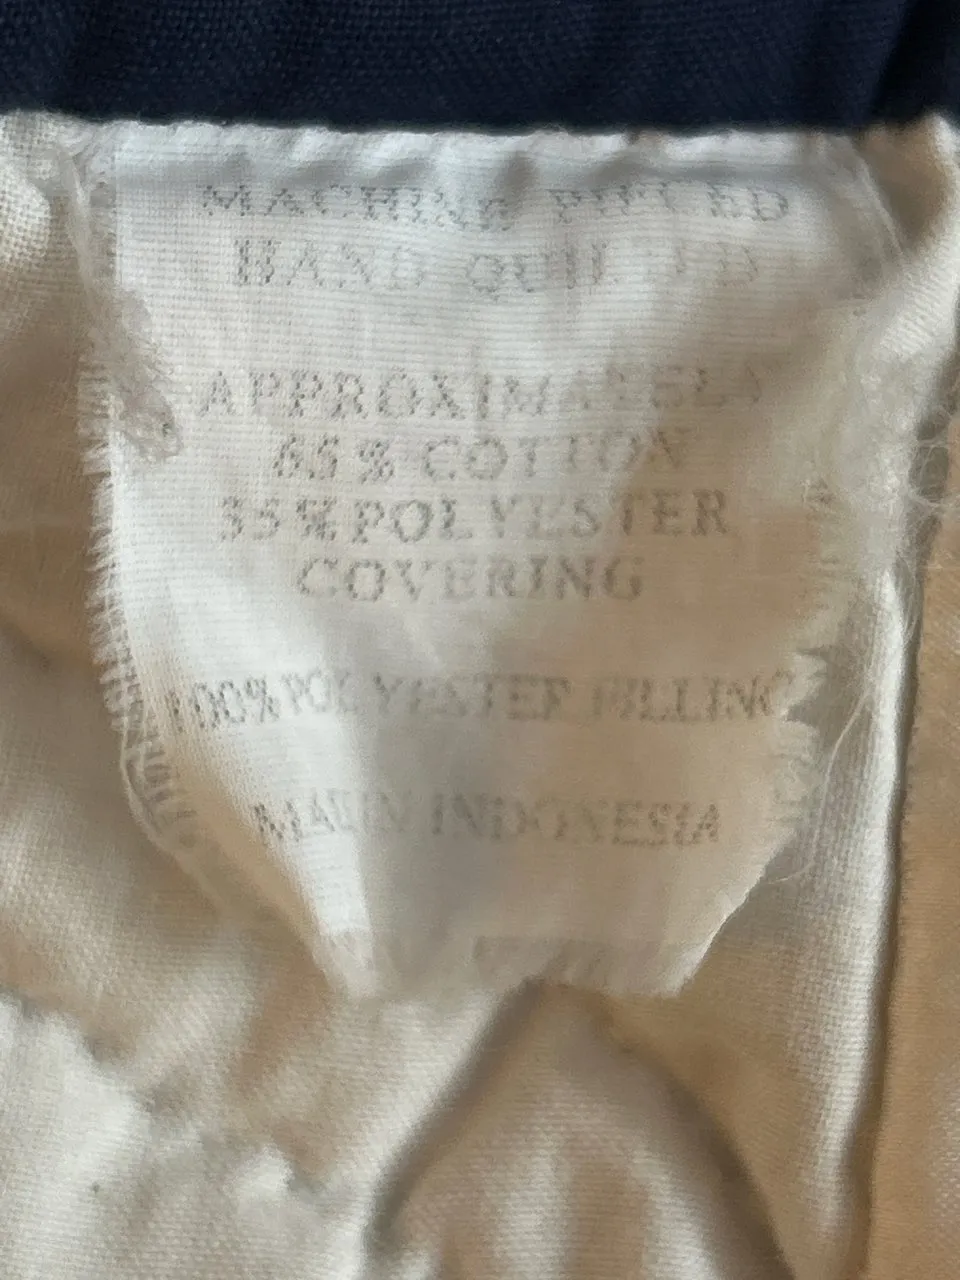 MACHINE PIECED
HAND QUILTED
APPROXIMATELY
65% COTTON
35% POLYESTER
COVERING
100% POLYESTER FILLING
MADE IN INDONESIA